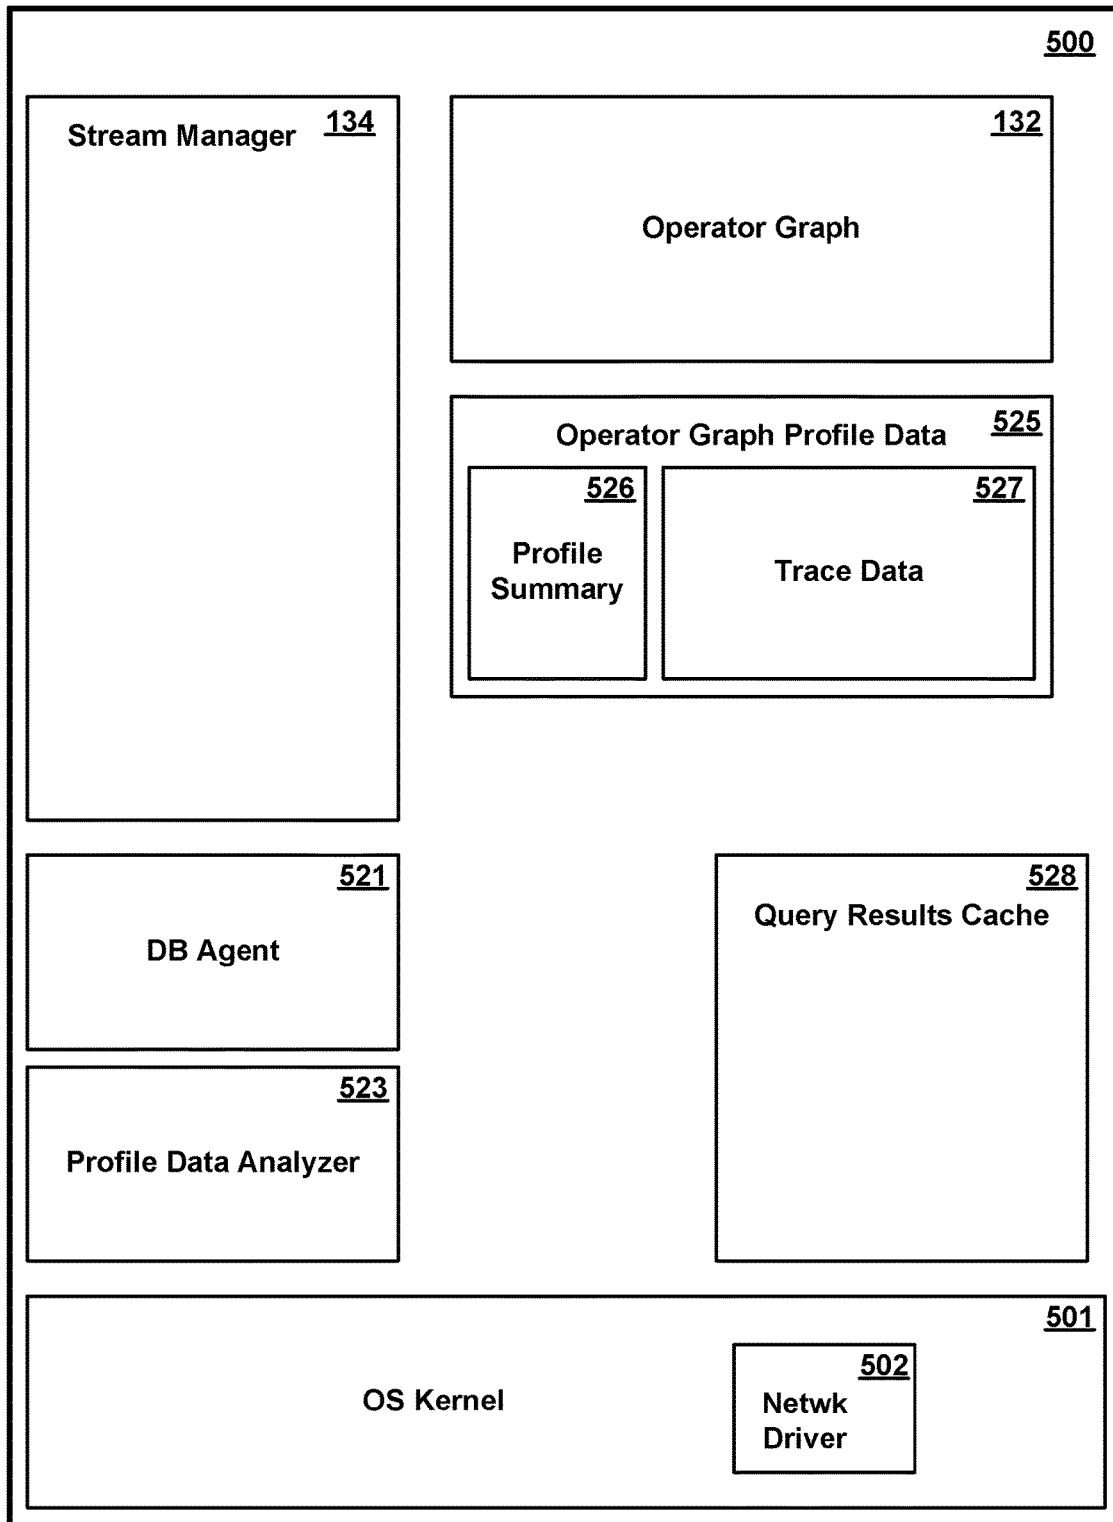 500
Stream Manager
134
132
Operator Graph
525
Operator Graph Profile Data
526
Profile
Summary
527
Trace Data
521
DB Agent
528
Query Results Cache
523
Profile Data Analyzer
501
OS Kernel
502
Netwk
Driver